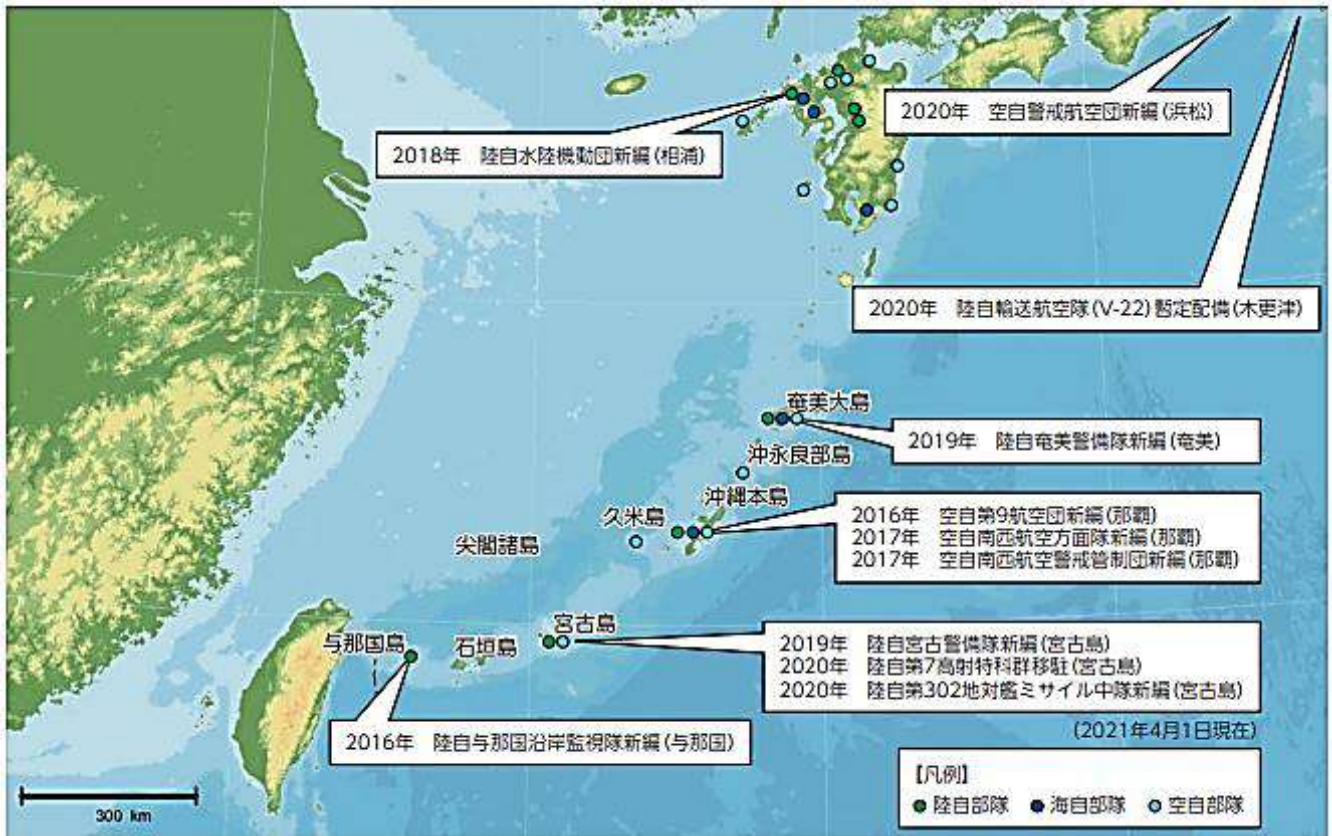 2020年 空自警戒航空団新編(浜松)
2018年 陸自水陸機動団新編(相浦)
2020年 陸自輸送航空隊(V-22)暫定配備(木更津)
奄美大島
2019年 陸自奄美警備隊新編(奄美)
沖永良部島
沖縄本島
久米島
2016年 空自第9航空団新編(那覇)
2017年 空自南西航空方面隊新編(那覇)
2017年 空自南西航空警戒管制団新編(那覇)
尖閣諸島
宮古島
与那国島
石垣島
2019年 陸自宮古警備隊新編(宮古島)
2020年 陸自第7高射特科群移駐(宮古島)
2020年 陸自第302地対艦ミサイル中隊新編(宮古島)
2016年 陸自与那国沿岸監視隊新編(与那国)
(2021年4月1日現在)
【凡例】
陸自部隊 海自部隊 空自部隊
300 km